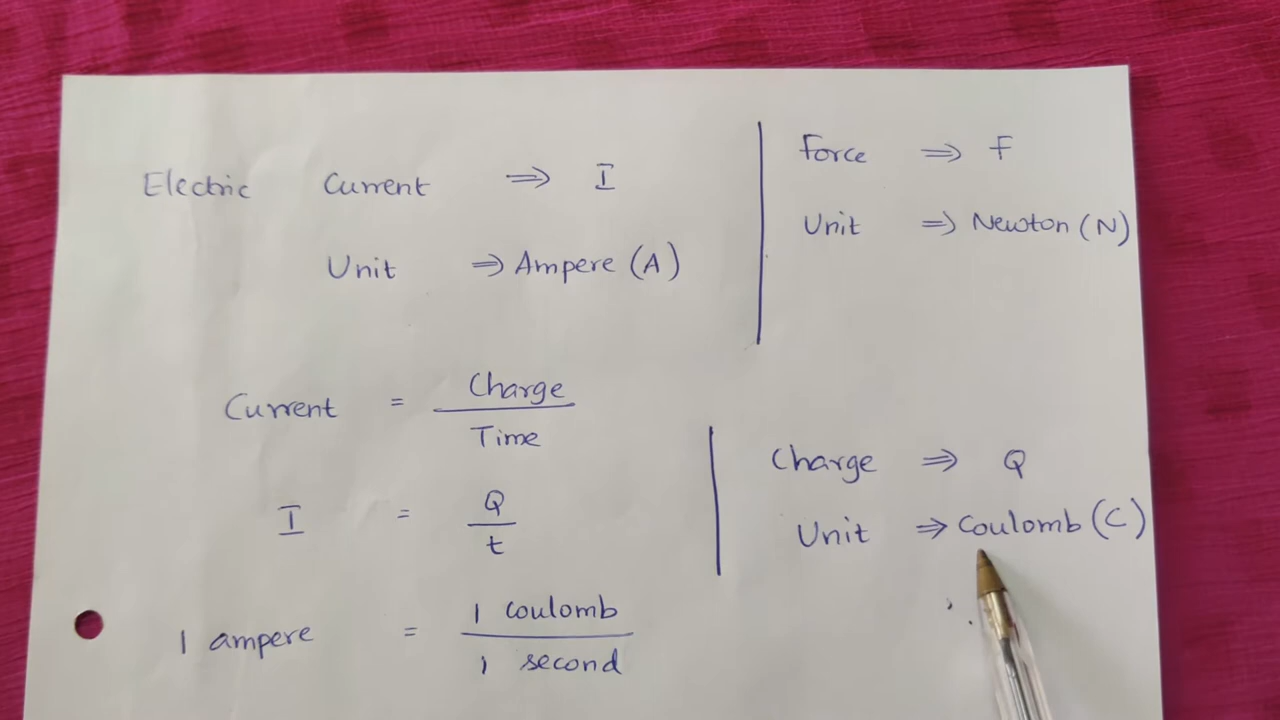 Electric Current ⇒ I
Unit ⇒ Ampere (A)
Force ⇒ F
Unit ⇒ Newton (N)
Current = Charge / Time
I = Q / t
1 ampere = 1 coulomb / 1 second
Charge ⇒ Q
Unit ⇒ Coulomb (C)